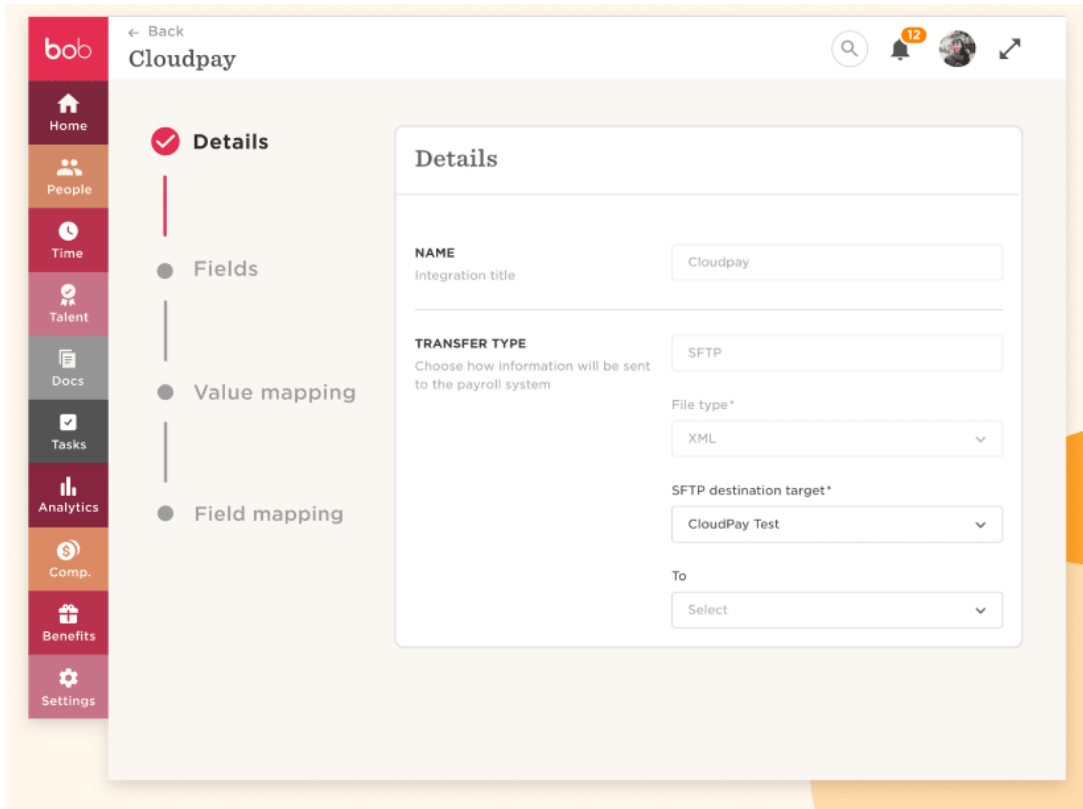 bob
← Back
Cloudpay
12
Home
People
Time
Talent
Docs
Tasks
Analytics
Comp.
Benefits
Settings
Details
Fields
Value mapping
Field mapping
Details
NAME
Integration title
Cloudpay
TRANSFER TYPE
Choose how information will be sent
to the payroll system
SFTP
File type*
XML
SFTP destination target*
CloudPay Test
To
Select